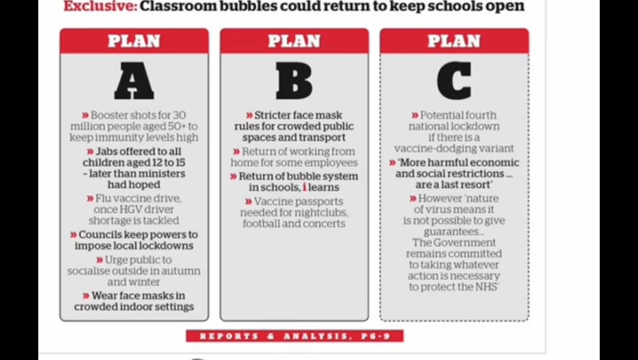 Exclusive: Classroom bubbles could return to keep schools open
PLAN
A
» Booster shots for 30
million people aged 50+ to
keep immunity levels high
» Jabs offered to all
children aged 12 to 15
– later than ministers
had hoped
» Flu vaccine drive,
once HGV driver
shortage is tackled
» Councils keep powers to
impose local lockdowns
» Urge public to
socialise outside in autumn
and winter
» Wear face masks in
crowded indoor settings
PLAN
B
» Stricter face mask
rules for crowded public
spaces and transport
» Return of working from
home for some employees
» Return of bubble system
in schools, i learns
» Vaccine passports
needed for nightclubs,
football and concerts
PLAN
C
» Potential fourth
national lockdown
if there is a
vaccine-dodging variant
» ‘More harmful economic
and social restrictions ...
are a last resort’
» However ‘nature
of virus means it
is not possible to give
guarantees...
The Government
remains committed
to taking whatever
action is necessary
to protect the NHS’
REPORTS & ANALYSIS, P6-9